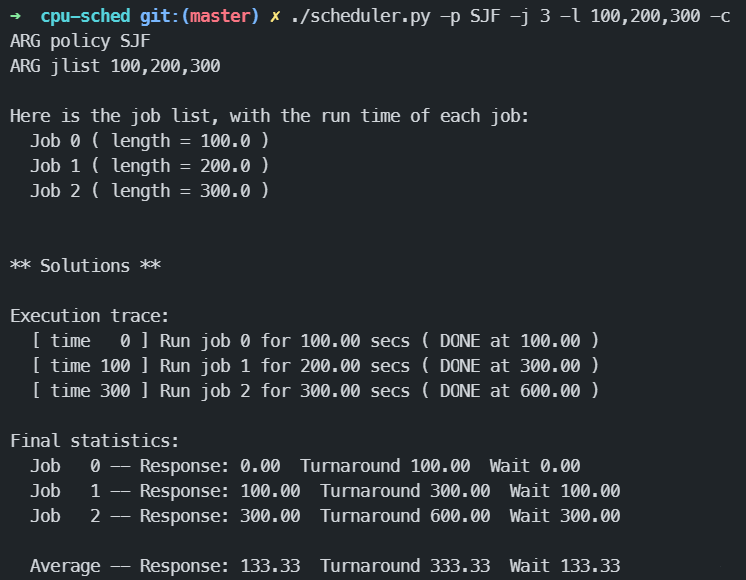 ➜  cpu-sched git:(master) ✗ ./scheduler.py -p SJF -j 3 -l 100,200,300 -c
ARG policy SJF
ARG jlist 100,200,300

Here is the job list, with the run time of each job:
  Job 0 ( length = 100.0 )
  Job 1 ( length = 200.0 )
  Job 2 ( length = 300.0 )


** Solutions **

Execution trace:
  [ time   0 ] Run job 0 for 100.00 secs ( DONE at 100.00 )
  [ time 100 ] Run job 1 for 200.00 secs ( DONE at 300.00 )
  [ time 300 ] Run job 2 for 300.00 secs ( DONE at 600.00 )

Final statistics:
  Job   0 -- Response: 0.00  Turnaround 100.00  Wait 0.00
  Job   1 -- Response: 100.00  Turnaround 300.00  Wait 100.00
  Job   2 -- Response: 300.00  Turnaround 600.00  Wait 300.00

  Average -- Response: 133.33  Turnaround 333.33  Wait 133.33